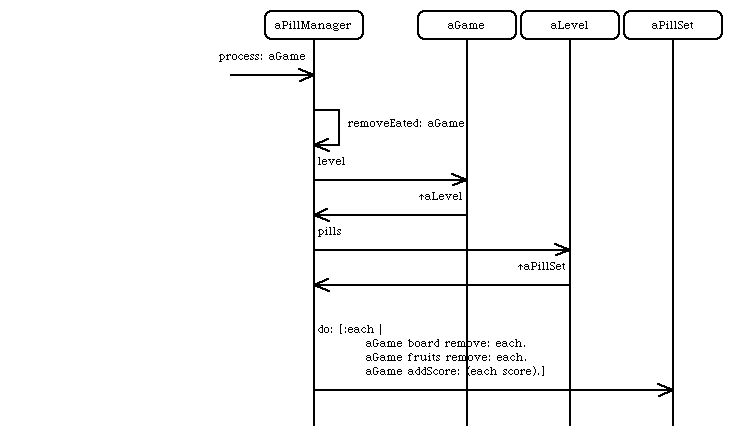 aPillManager aGame aLevel aPillSet
process: aGame
removeEated: aGame
level
↑aLevel
pills
↑aPillSet
do: [:each |
aGame board remove: each.
aGame fruits remove: each.
aGame addScore: (each score).]